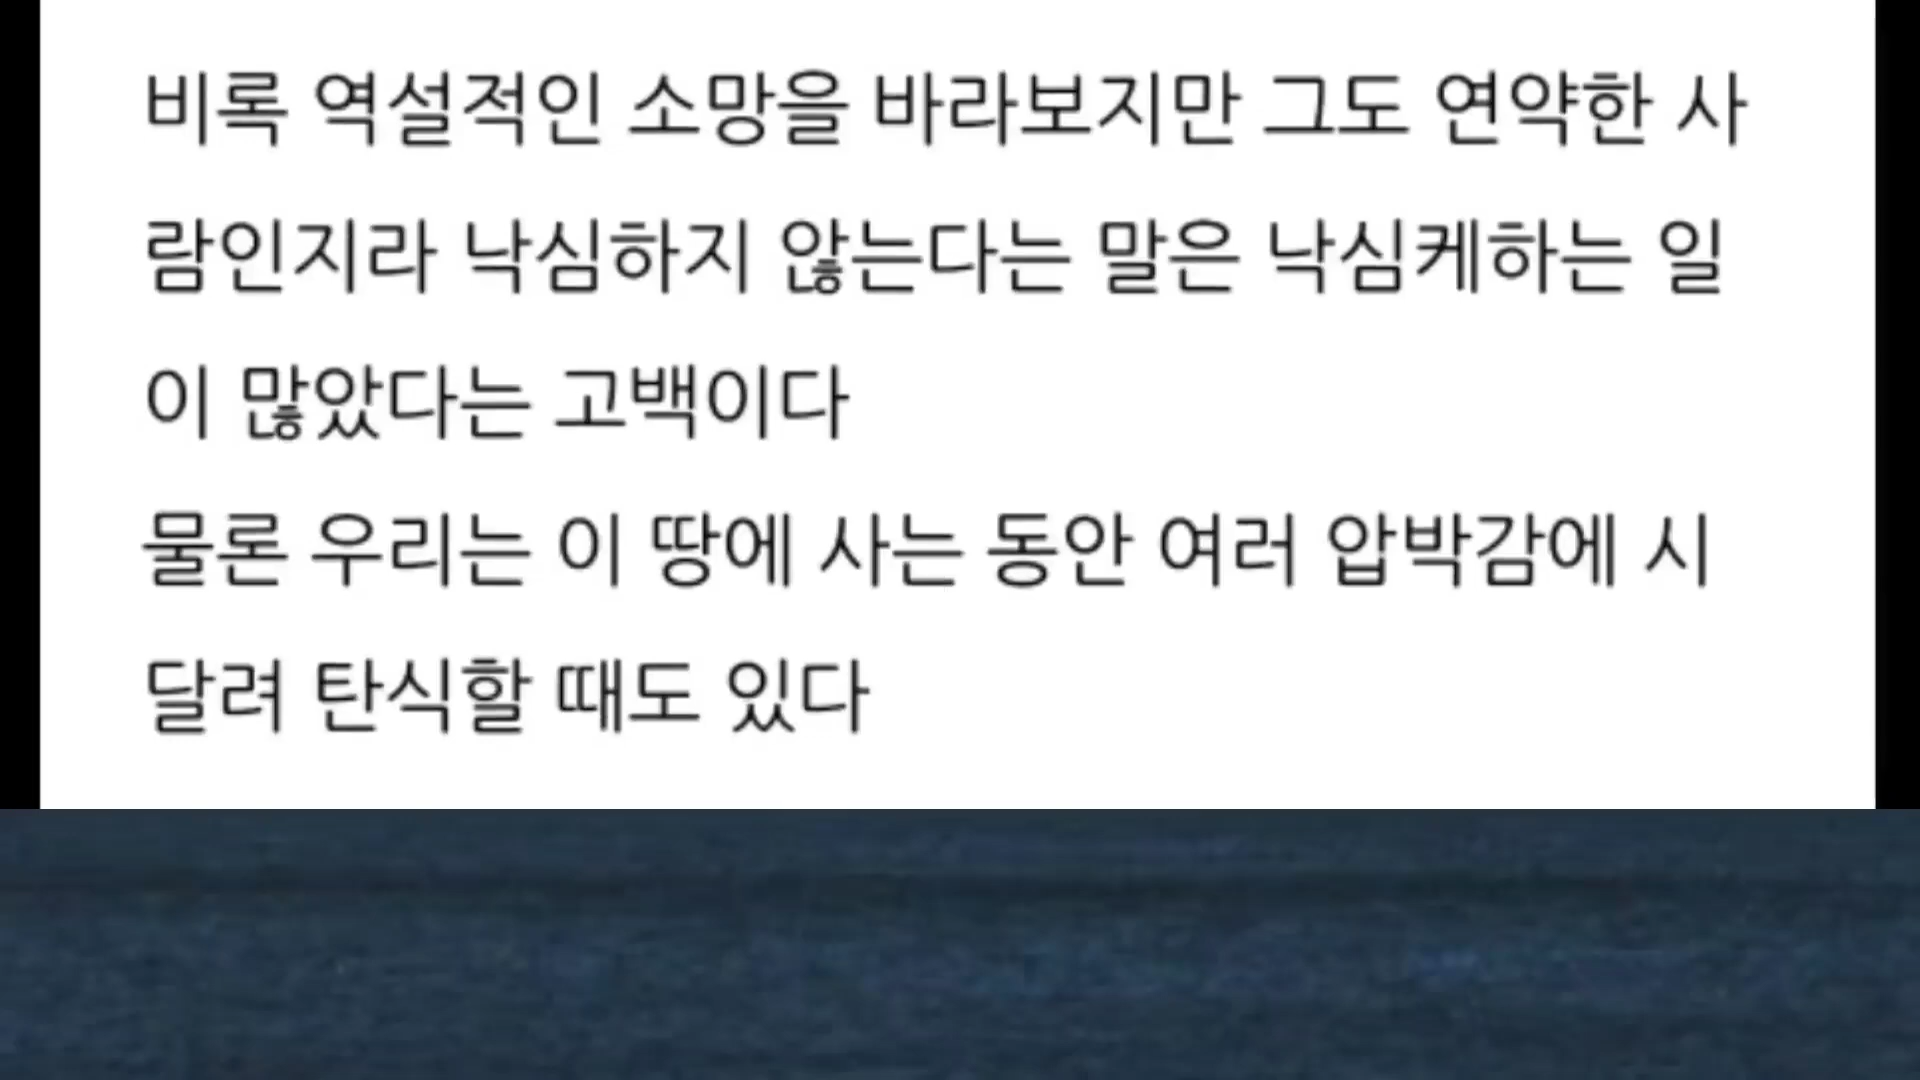 비록 역설적인 소망을 바라보지만 그도 연약한 사
람인지라 낙심하지 않는다는 말은 낙심케하는 일
이 많았다는 고백이다
물론 우리는 이 땅에 사는 동안 여러 압박감에 시
달려 탄식할 때도 있다